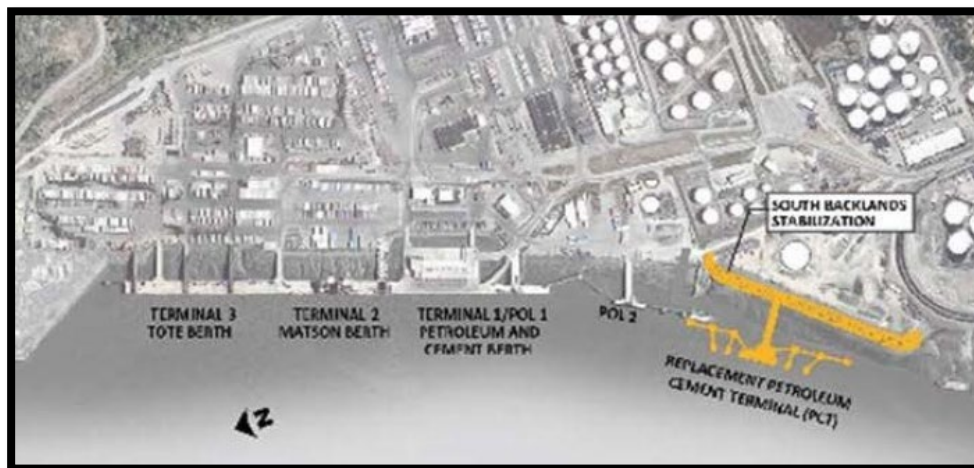 SOUTH BACKLANDS
STABILIZATION
TERMINAL 3
TOTE BERTH
TERMINAL 2
MATSON BERTH
TERMINAL 1/POL 1
PETROLEUM AND
CEMENT BERTH
POL 2
REPLACEMENT PETROLEUM
CEMENT TERMINAL (PCT)
N